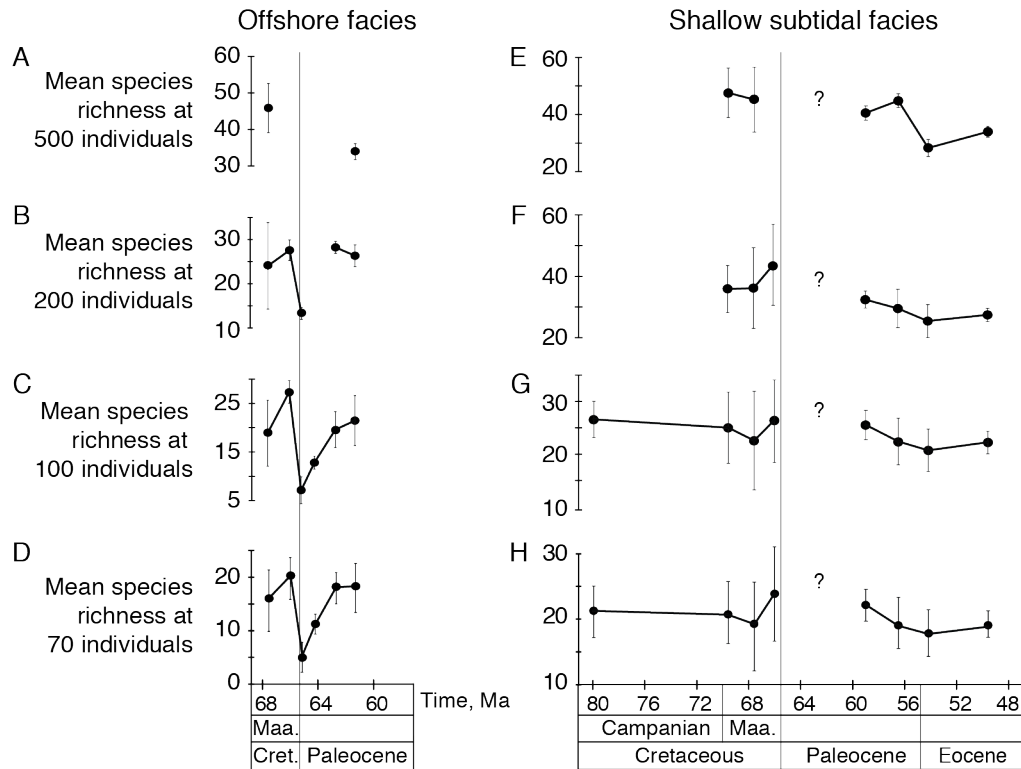 Offshore facies
Shallow subtidal facies
A
Mean species
richness at
500 individuals
60
50
40
30
E
60
40
20
?
B
Mean species
richness at
200 individuals
30
20
10
F
60
40
20
?
C
Mean species
richness at
100 individuals
25
15
5
G
30
20
10
?
D
Mean species
richness at
70 individuals
20
10
0
H
30
20
10
?
68 64 60
Time, Ma
80 76 72 68 64 60 56 52 48
Maa.
Campanian Maa.
Cret. Paleocene
Cretaceous Paleocene Eocene